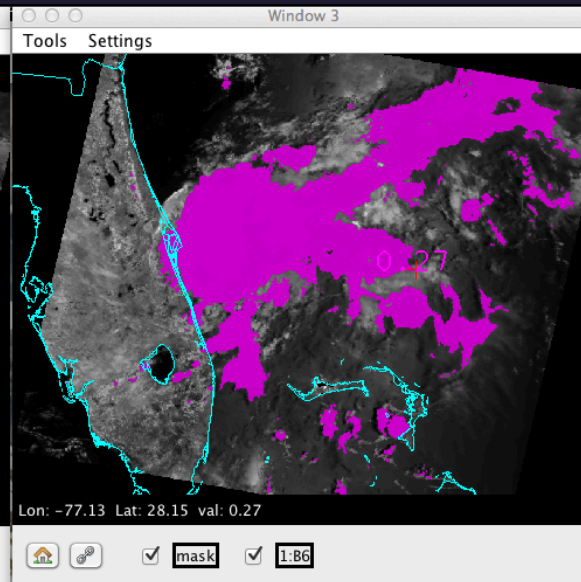 Window 3
Tools Settings
0.27
Lon: -77.13 Lat: 28.15 val: 0.27
mask 1:B6